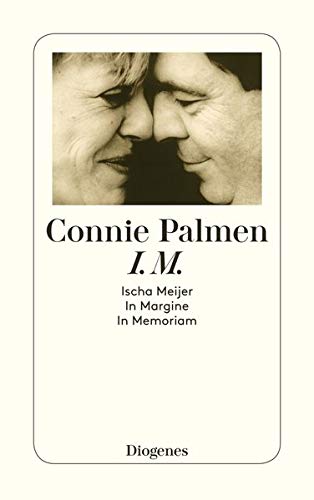 Connie Palmen
I. M.
Ischa Meijer
In Margine
In Memoriam
Diogenes